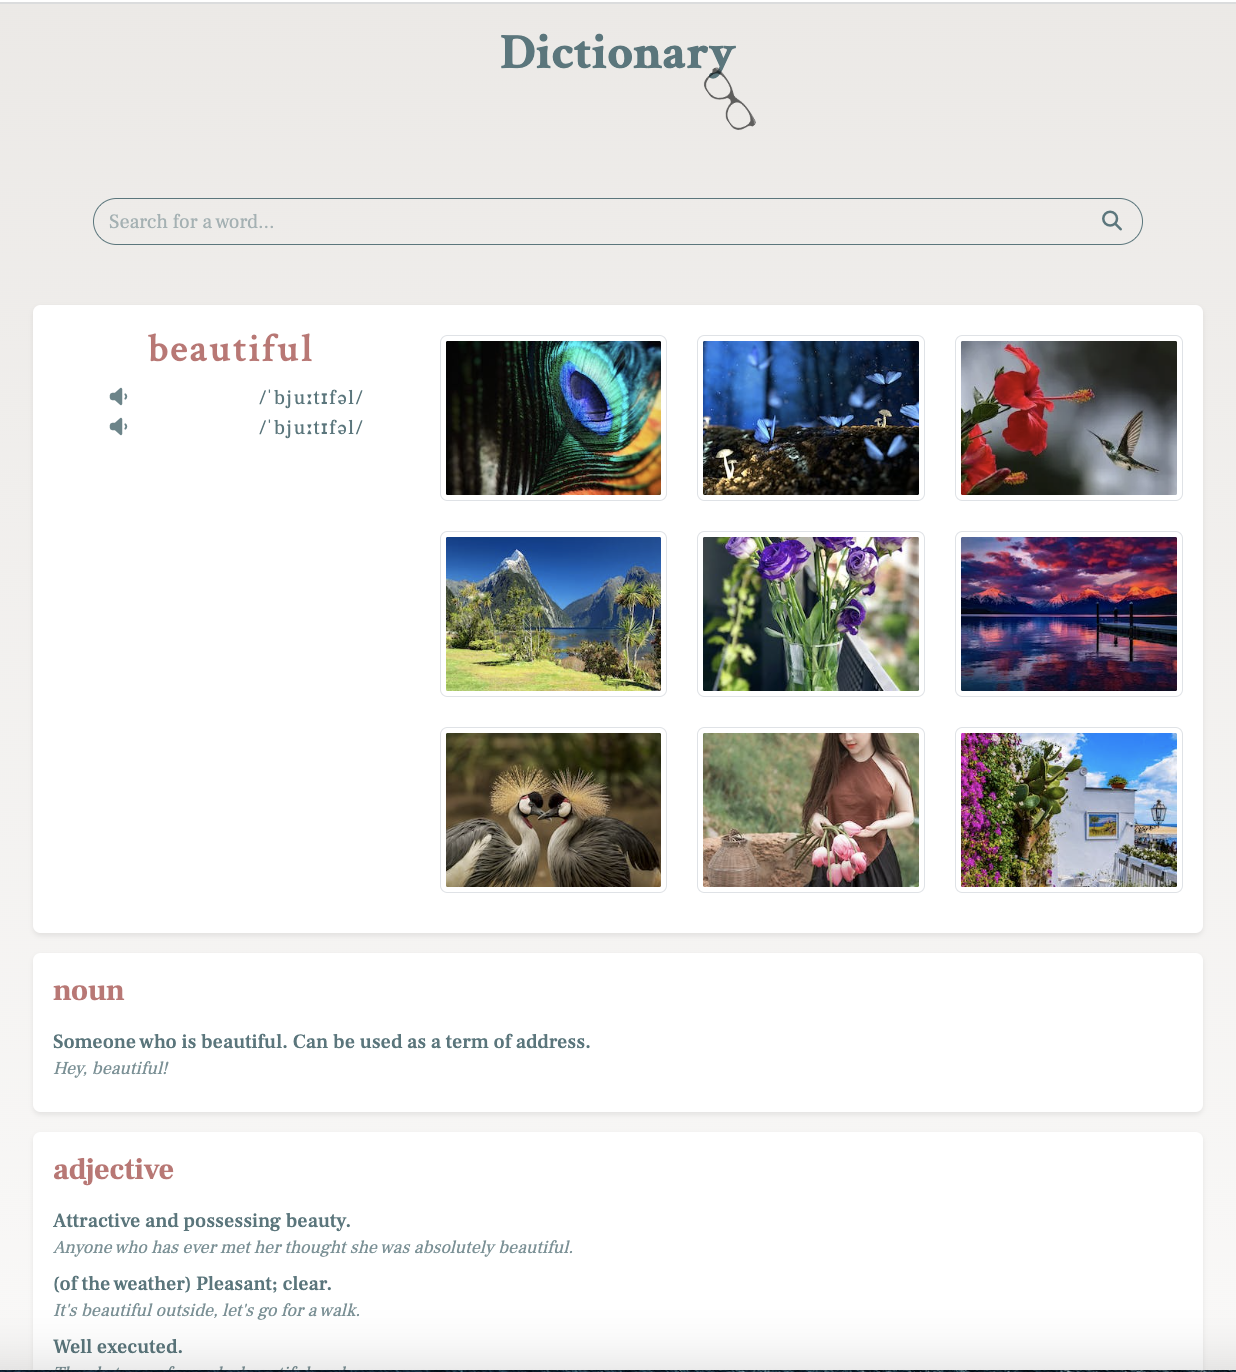 Dictionary
Search for a word...
beautiful
/ˈbjuːtɪfəl/
/ˈbjuːtɪfəl/
noun
Someone who is beautiful. Can be used as a term of address.
Hey, beautiful!
adjective
Attractive and possessing beauty.
Anyone who has ever met her thought she was absolutely beautiful.
(of the weather) Pleasant; clear.
It's beautiful outside, let's go for a walk.
Well executed.